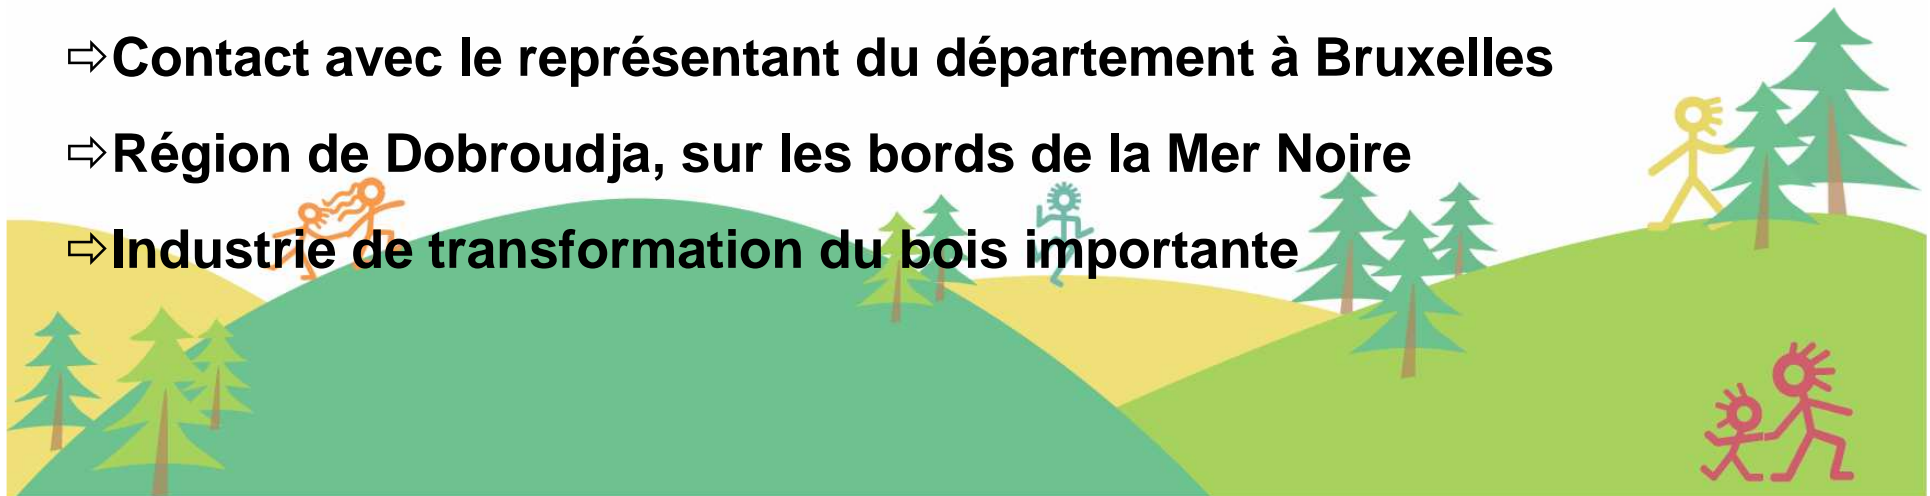 ⇨Contact avec le représentant du département à Bruxelles
⇨Région de Dobroudja, sur les bords de la Mer Noire
⇨Industrie de transformation du bois importante